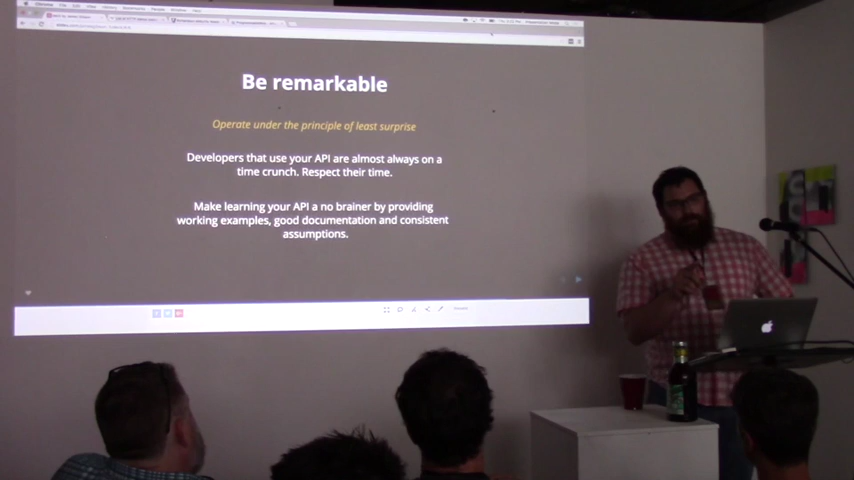 Be remarkable
Operate under the principle of least surprise
Developers that use your API are almost always on a
time crunch. Respect their time.
Make learning your API a no brainer by providing
working examples, good documentation and consistent
assumptions.